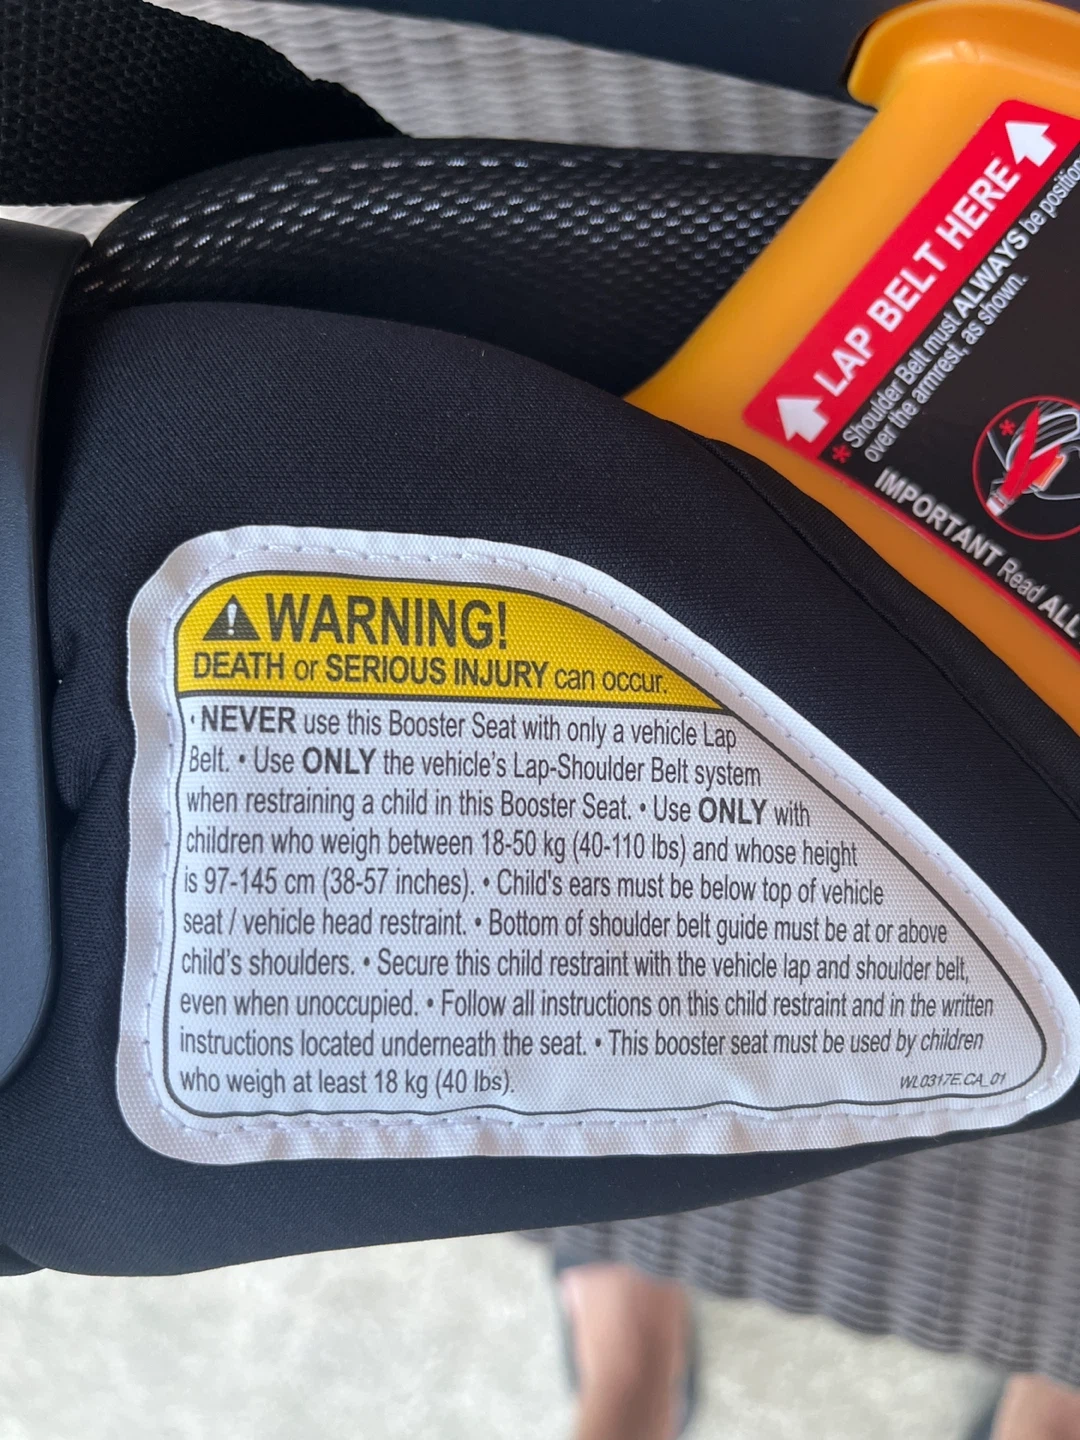 LAP BELT HERE
* Shoulder Belt must ALWAYS be
over the armrest, as shown.
IMPORTANT Read ALL
WARNING!
DEATH or SERIOUS INJURY can occur.
• NEVER use this Booster Seat with only a vehicle Lap
Belt. • Use ONLY the vehicle's Lap-Shoulder Belt system
when restraining a child in this Booster Seat. • Use ONLY with
children who weigh between 18-50 kg (40-110 lbs) and whose height
is 97-145 cm (38-57 inches). • Child's ears must be below top of vehicle
seat / vehicle head restraint. • Bottom of shoulder belt guide must be at or above
child's shoulders. • Secure this child restraint with the vehicle lap and shoulder belt,
even when unoccupied. • Follow all instructions on this child restraint and in the written
instructions located underneath the seat. • This booster seat must be used by children
who weigh at least 18 kg (40 lbs).
WL0317E.CA_01